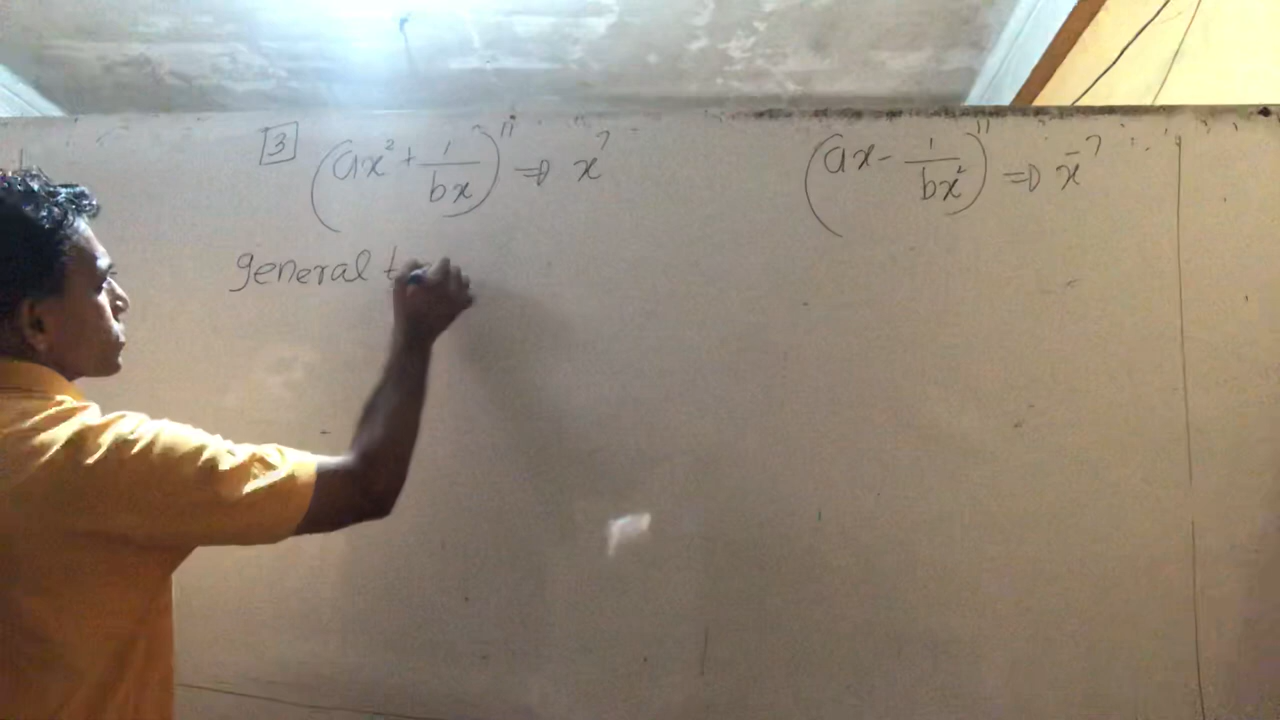 3 (ax² + 1/bx)¹¹ ⇒ x⁷ (ax - 1/bx²)¹¹ ⇒ x⁻⁷
general t